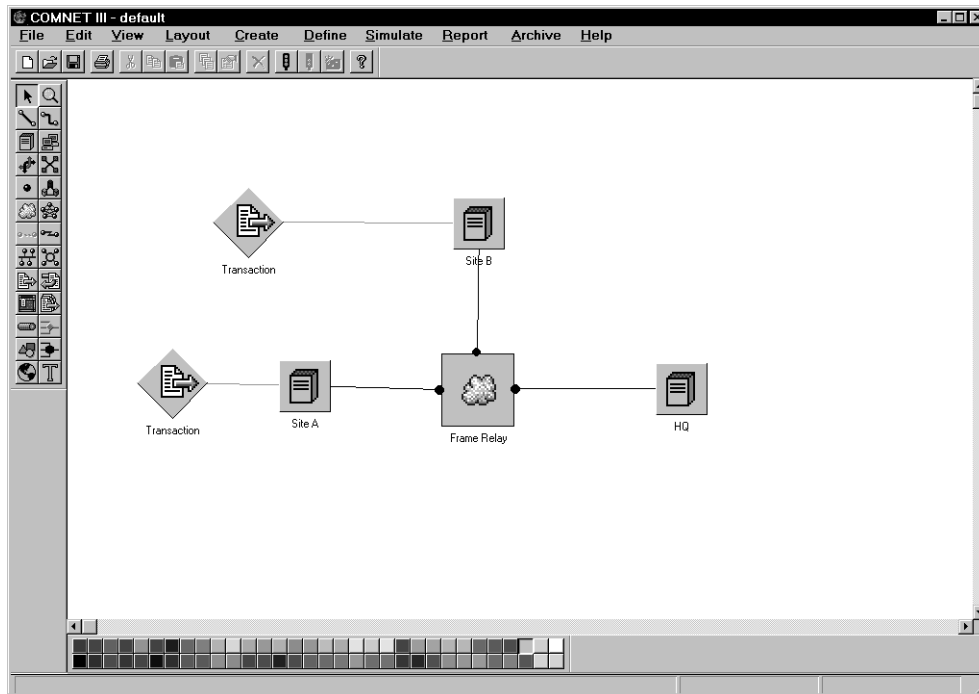 COMNET III - default
File Edit View Layout Create Define Simulate Report Archive Help
Site B
Transaction
Transaction
Site A
Frame Relay
HQ